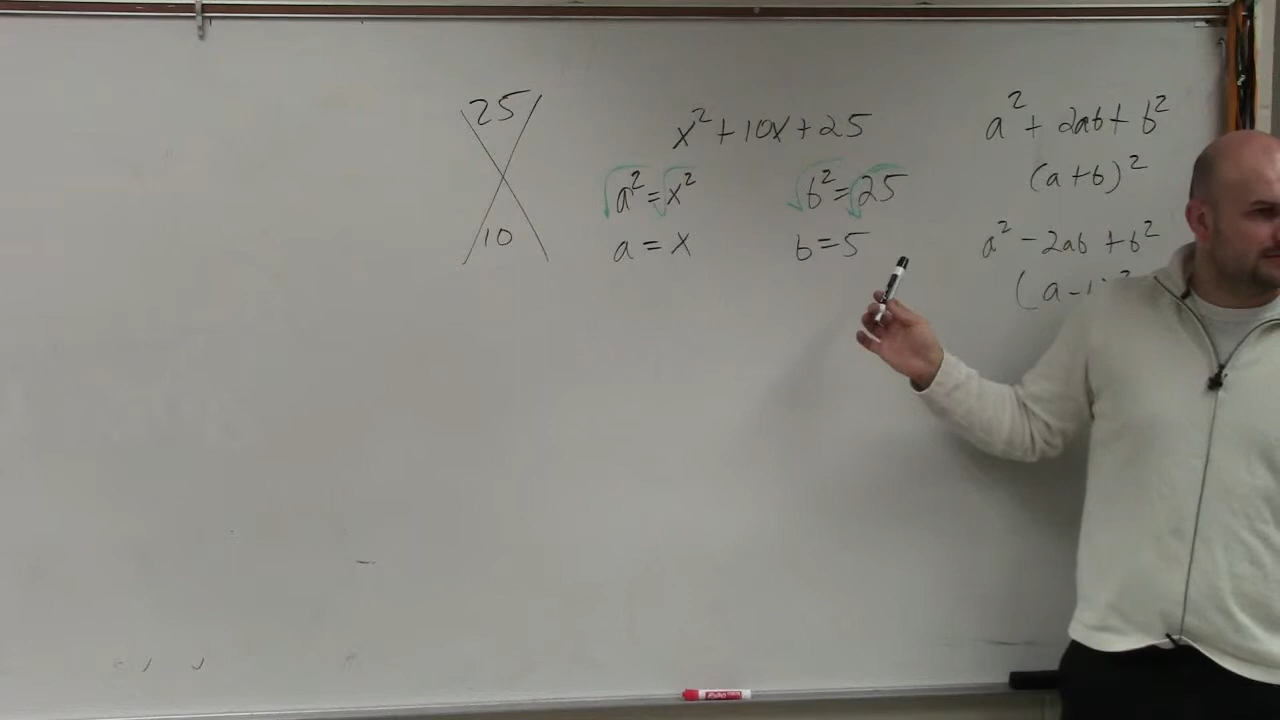 25
10
x²+10x+25
√a²=√x² √b²=√25
a=x b=5
a²+2ab+b²
(a+b)²
a²-2ab+b²
(a-